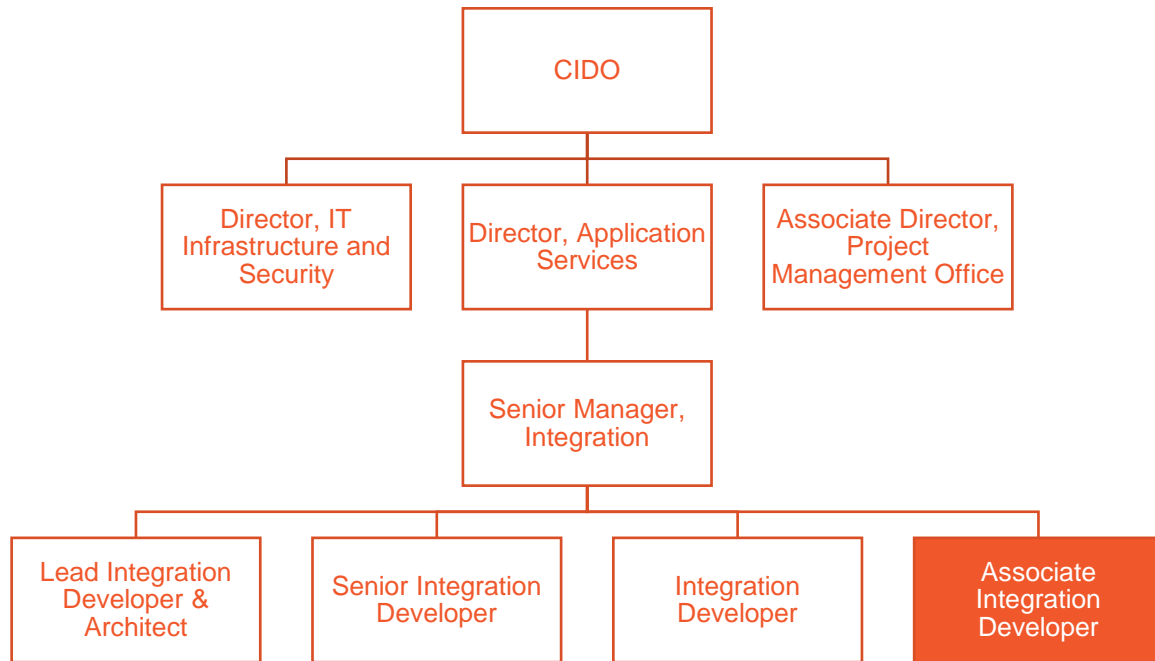 CIDO
Director, IT
Infrastructure and
Security
Director, Application
Services
Associate Director,
Project
Management Office
Senior Manager,
Integration
Lead Integration
Developer &
Architect
Senior Integration
Developer
Integration
Developer
Associate
Integration
Developer